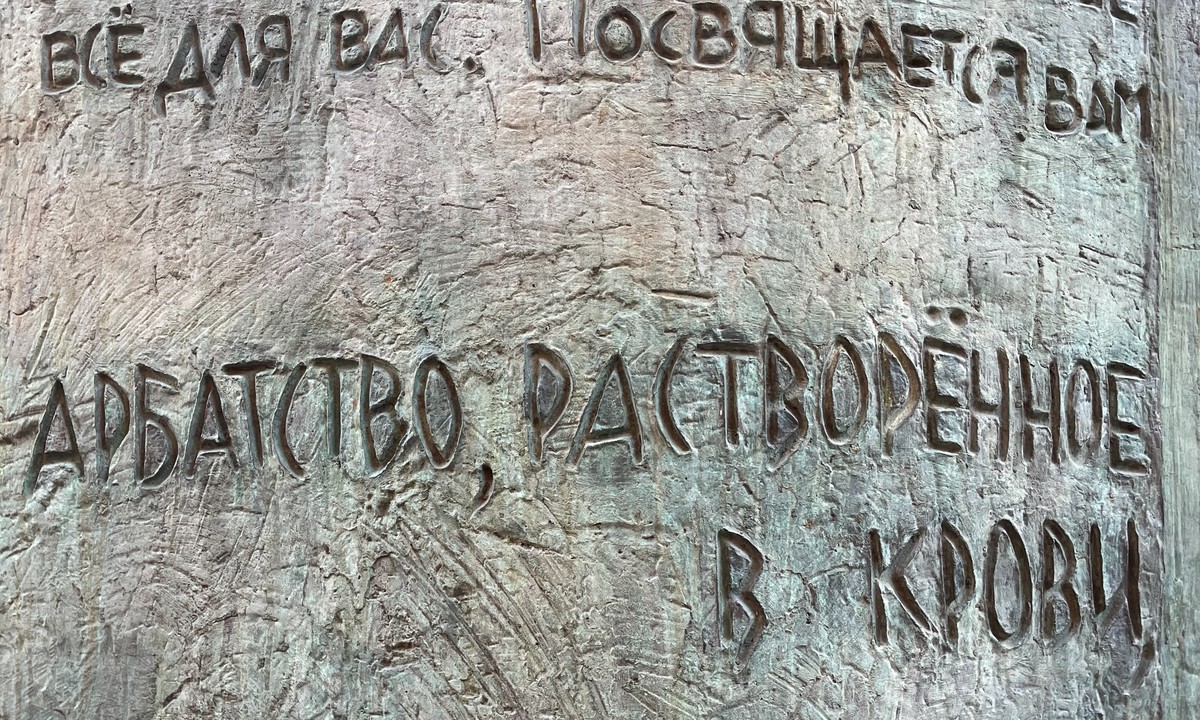 ВСЁ ДЛЯ ВАС. ПОСВЯЩАЕТСЯ ВАМ
АРБАТСТВО, РАСТВОРЁННОЕ
В КРОВИ,